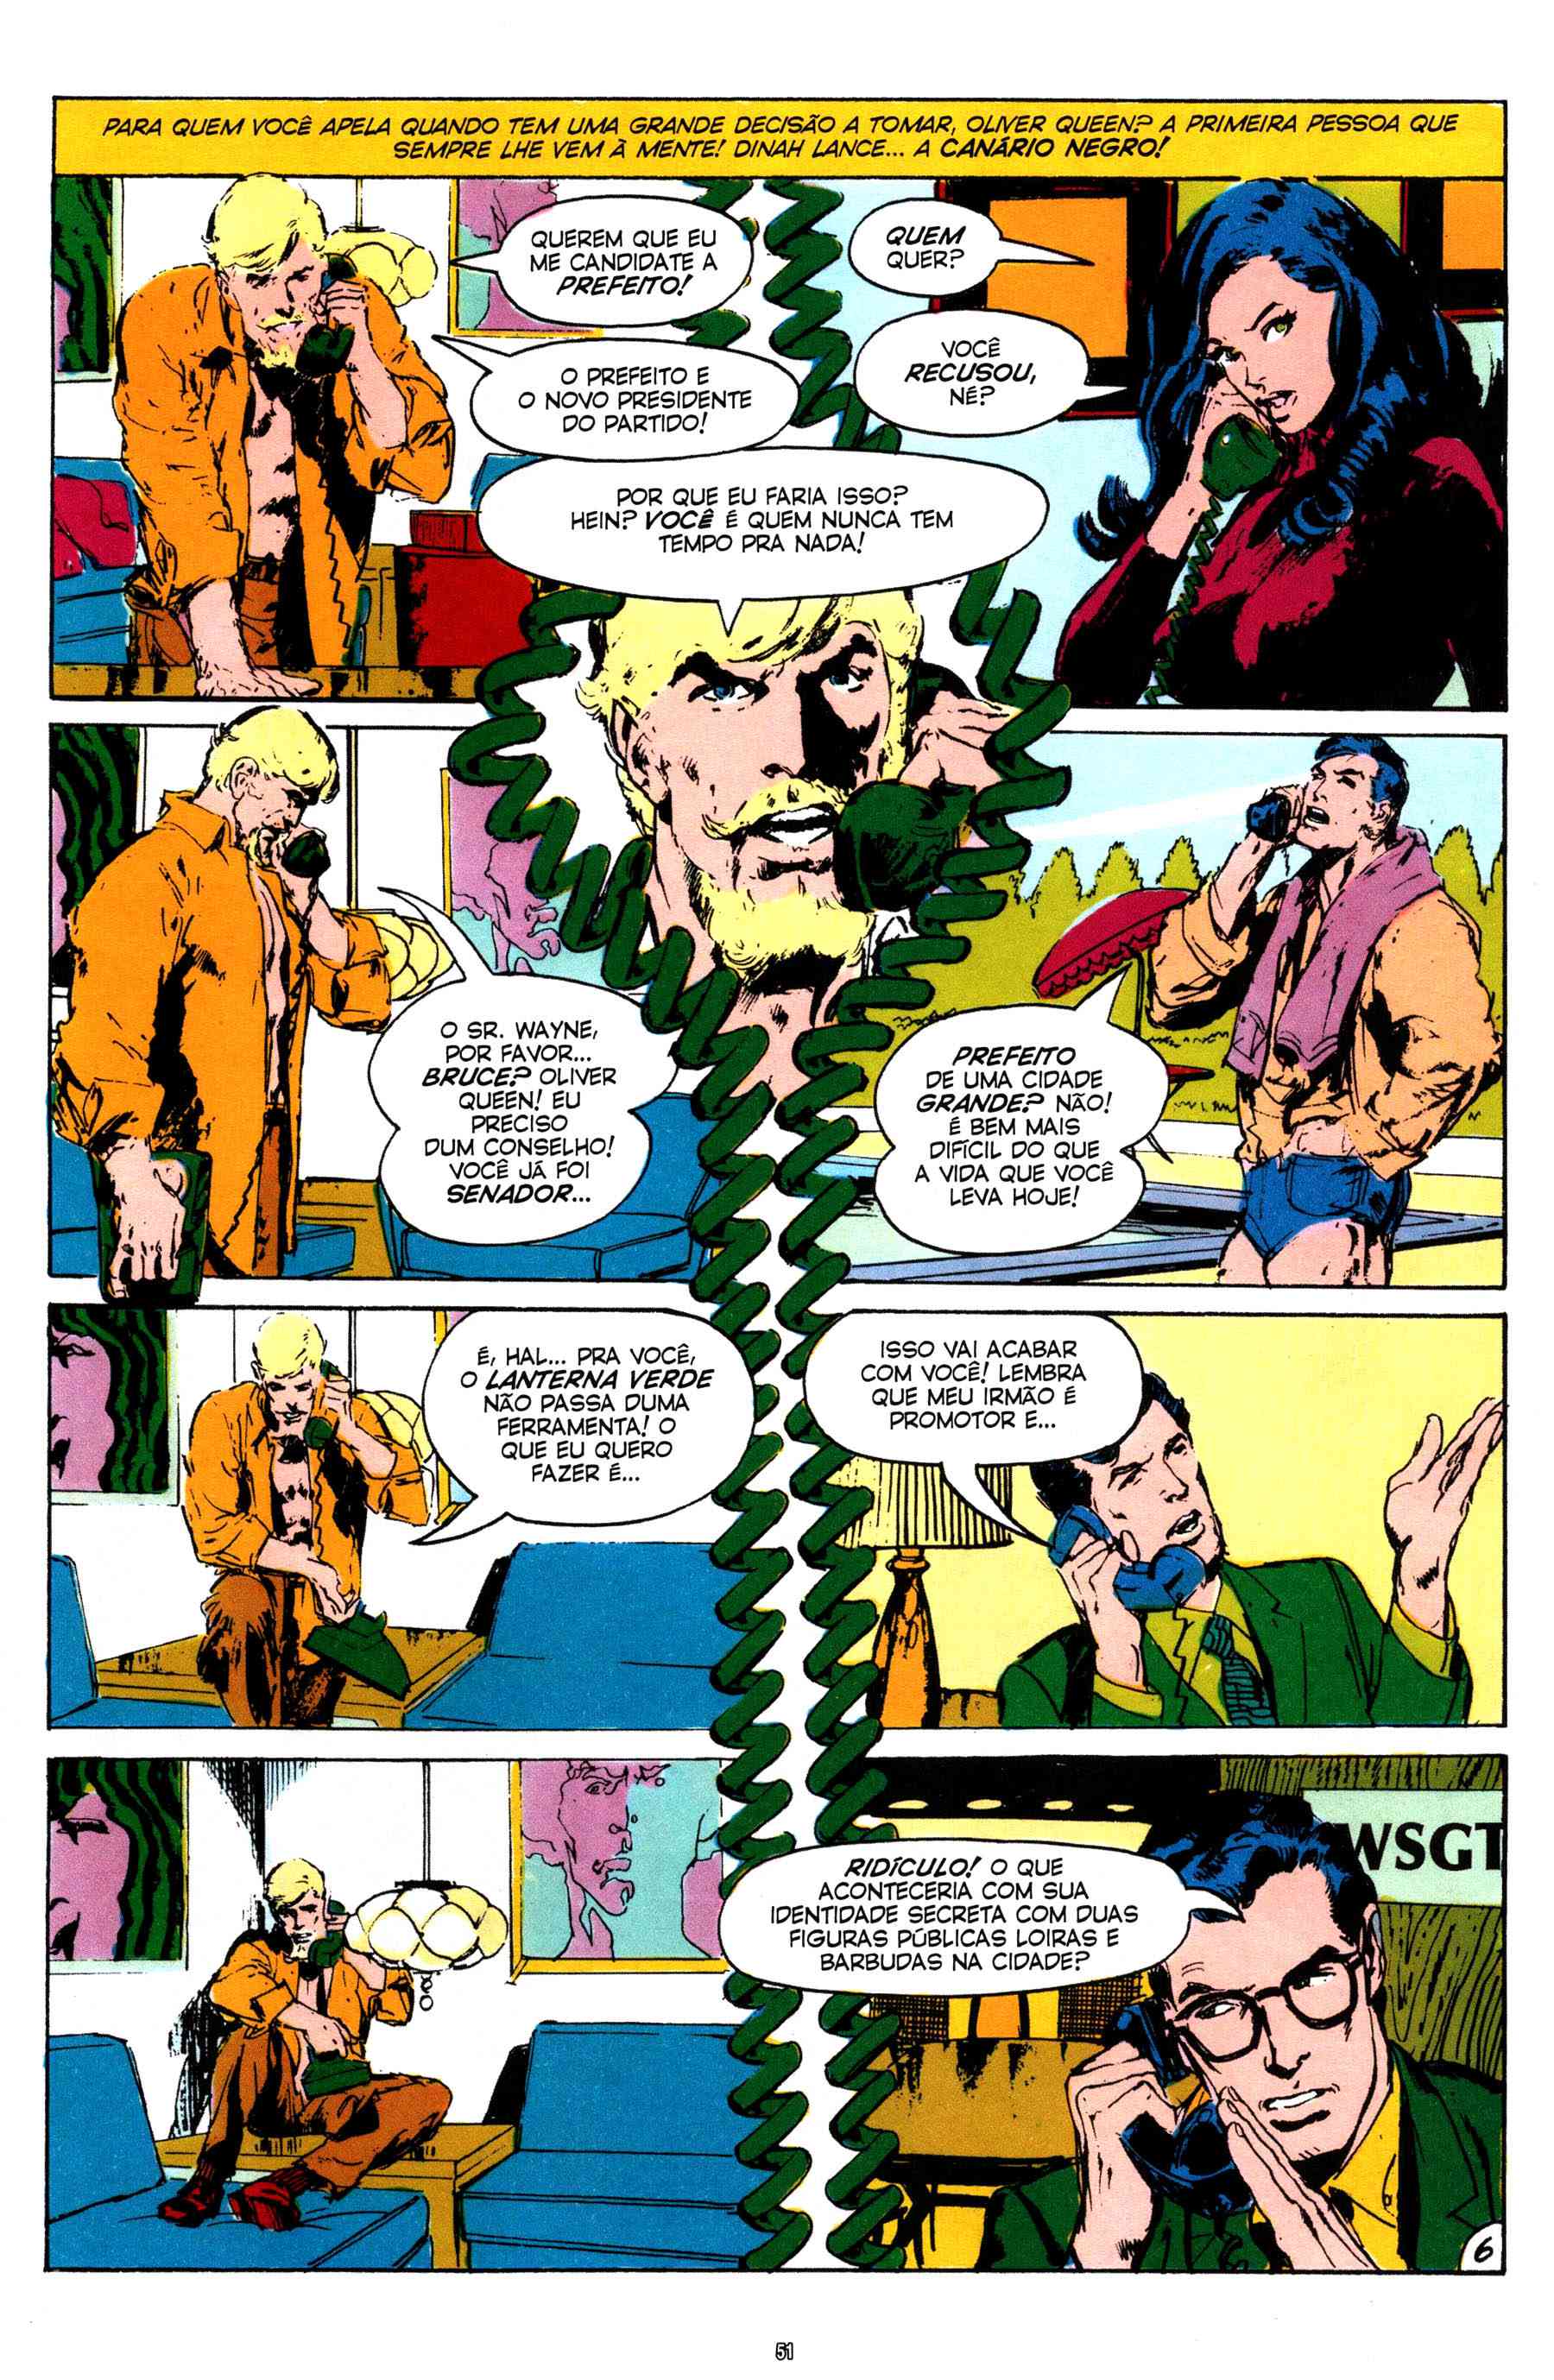 PARA QUEM VOCÊ APELA QUANDO TEM UMA GRANDE DECISÃO A TOMAR, OLIVER QUEEN? A PRIMEIRA PESSOA QUE
SEMPRE LHE VEM À MENTE! DINAH LANCE... A CANÁRIO NEGRO!
QUEREM QUE EU
ME CANDIDATE A
PREFEITO!
QUEM
QUER?
O PREFEITO E
O NOVO PRESIDENTE
DO PARTIDO!
VOCÊ
RECUSOU,
NÉ?
POR QUE EU FARIA ISSO?
HEIN? VOCÊ É QUEM NUNCA TEM
TEMPO PRA NADA!
O SR. WAYNE,
POR FAVOR...
BRUCE? OLIVER
QUEEN! EU
PRECISO
DUM CONSELHO!
VOCÊ JÁ FOI
SENADOR...
PREFEITO
DE UMA CIDADE
GRANDE? NÃO!
É BEM MAIS
DIFÍCIL DO QUE
A VIDA QUE VOCÊ
LEVA HOJE!
É, HAL... PRA VOCÊ,
O LANTERNA VERDE
NÃO PASSA DUMA
FERRAMENTA! O
QUE EU QUERO
FAZER É...
ISSO VAI ACABAR
COM VOCÊ! LEMBRA
QUE MEU IRMÃO É
PROMOTOR E...
RIDÍCULO! O QUE
ACONTECERIA COM SUA
IDENTIDADE SECRETA COM DUAS
FIGURAS PÚBLICAS LOIRAS E
BARBUDAS NA CIDADE?
WSGT
6
51